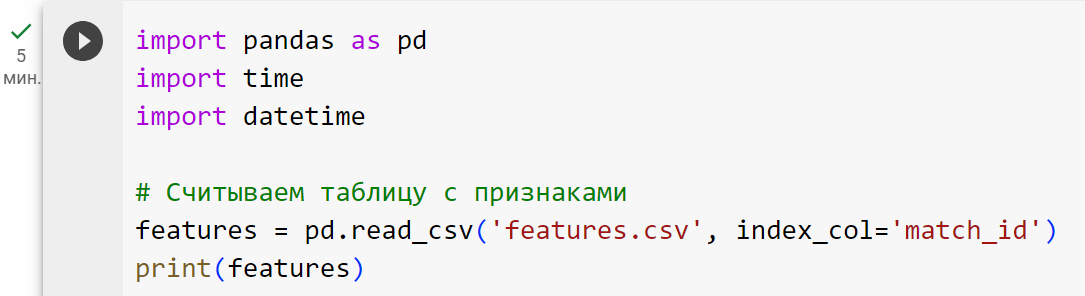 5
мин.
import pandas as pd
import time
import datetime
# Считываем таблицу с признаками
features = pd.read_csv('features.csv', index_col='match_id')
print(features)